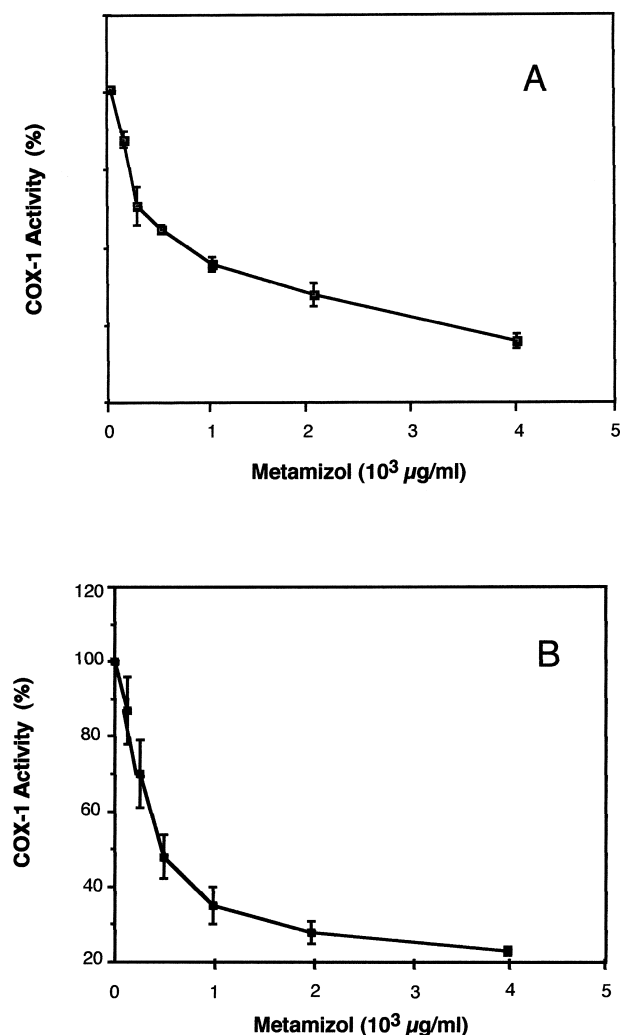 A
COX-1 Activity (%)
0 1 2 3 4 5
Metamizol (10³ µg/ml)
B
COX-1 Activity (%)
120
100
80
60
40
20
0 1 2 3 4 5
Metamizol (10³ µg/ml)